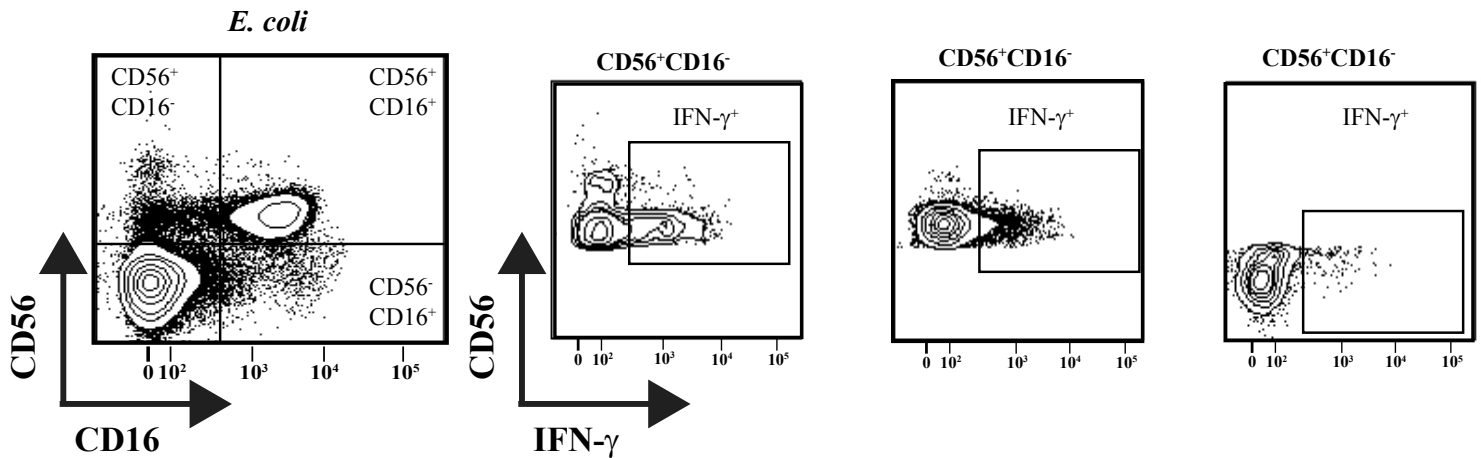 E. coli
CD56⁺
CD16⁻
CD56⁺
CD16⁺
CD56⁻
CD16⁺
CD56
0 10² 10³ 10⁴ 10⁵
CD16
CD56⁺CD16⁻
IFN-γ⁺
CD56
0 10² 10³ 10⁴ 10⁵
IFN-γ
CD56⁺CD16⁻
IFN-γ⁺
0 10² 10³ 10⁴ 10⁵
CD56⁺CD16⁻
IFN-γ⁺
0 10² 10³ 10⁴ 10⁵